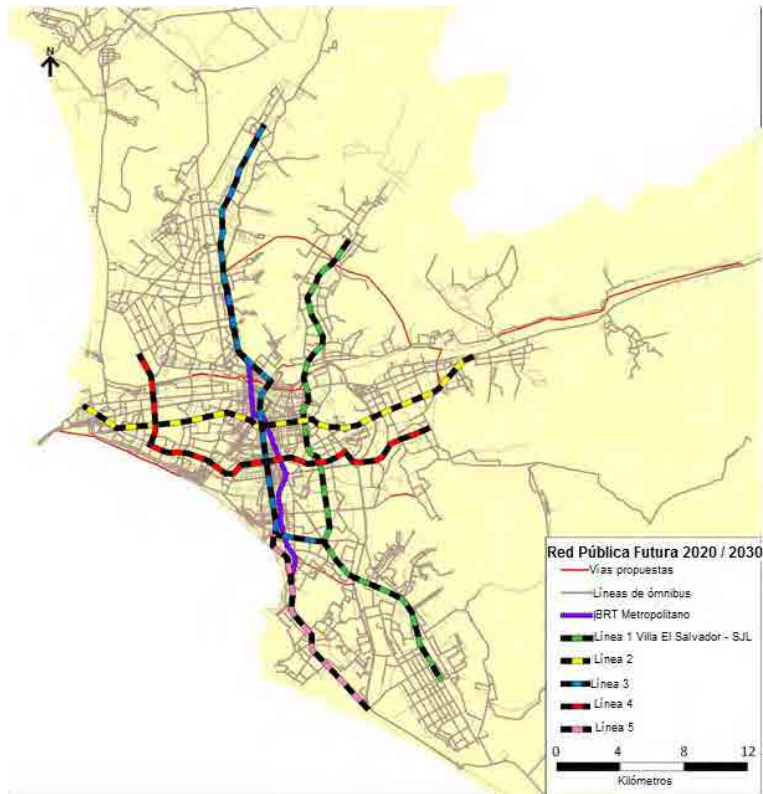 N
Red Pública Futura 2020 / 2030
Vías propuestas
Líneas de ómnibus
BRT Metropolitano
Línea 1 Villa El Salvador - SJL
Línea 2
Línea 3
Línea 4
Línea 5
0 4 8 12
Kilómetros